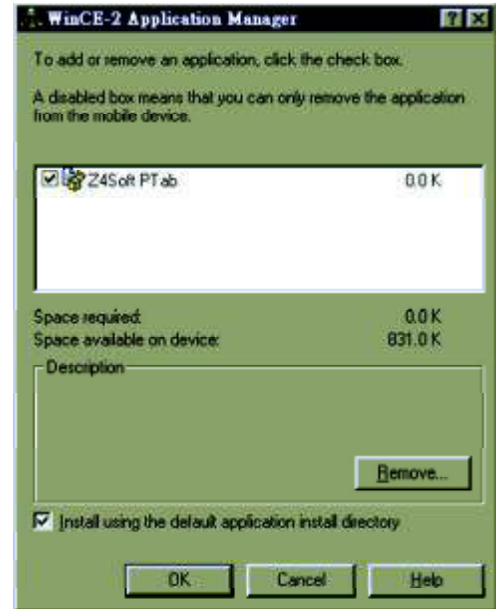 WinCE-2 Application Manager
To add or remove an application, click the check box.
A disabled box means that you can only remove the application
from the mobile device.
Z4Soft PTab 0.0 K
Space required: 0.0 K
Space available on device: 831.0 K
Description
Remove...
Install using the default application install directory
OK Cancel Help